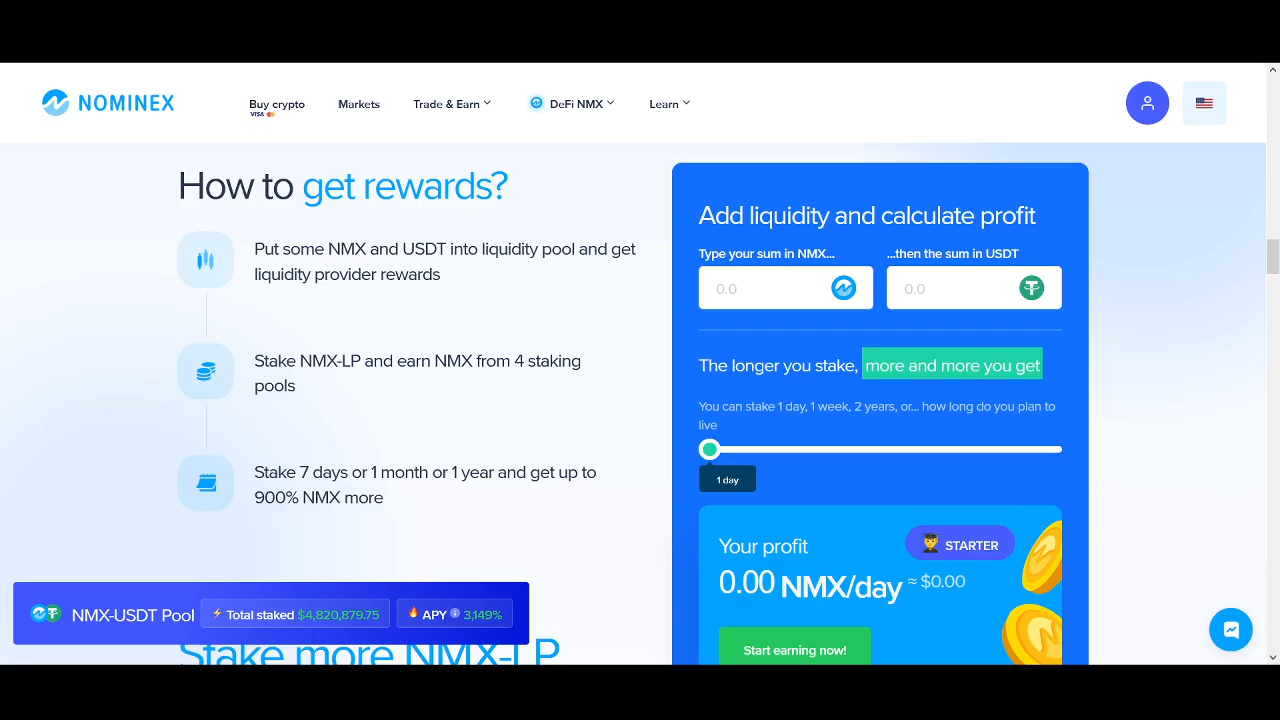 NOMINEX
Buy crypto
VISA
Markets
Trade & Earn
DeFi NMX
Learn
How to get rewards?
Put some NMX and USDT into liquidity pool and get
liquidity provider rewards
Stake NMX-LP and earn NMX from 4 staking
pools
Stake 7 days or 1 month or 1 year and get up to
900% NMX more
NMX-USDT Pool
Total staked $4,820,879.75
APY 3,149%
Stake more NMX-LP
Add liquidity and calculate profit
Type your sum in NMX...
...then the sum in USDT
0.0
0.0
The longer you stake, more and more you get
You can stake 1 day, 1 week, 2 years, or... how long do you plan to
live
1 day
Your profit
STARTER
0.00 NMX/day ≈ $0.00
Start earning now!